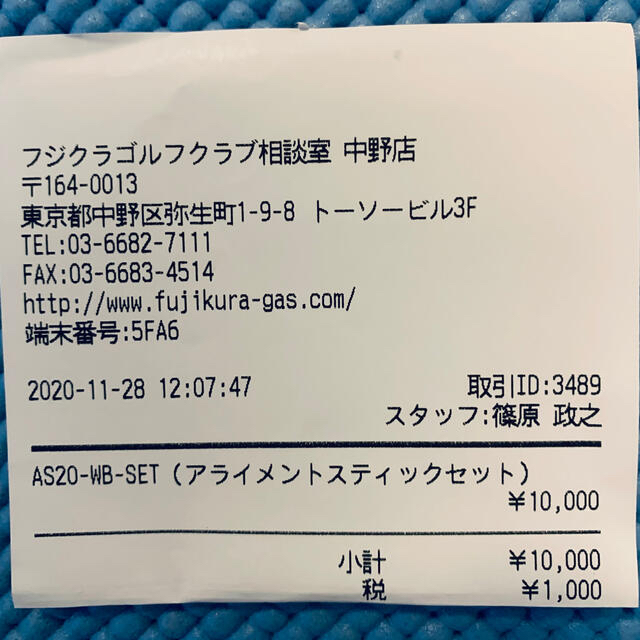 フジクラゴルフクラブ相談室 中野店
〒164-0013
東京都中野区弥生町1-9-8 トーソービル3F
TEL:03-6682-7111
FAX:03-6683-4514
http://www.fujikura-gas.com/
端末番号:5FA6
2020-11-28 12:07:47 取引ID:3489
スタッフ:篠原 政之
AS20-WB-SET (アライメントスティックセット)
¥10,000
小計 ¥10,000
税 ¥1,000